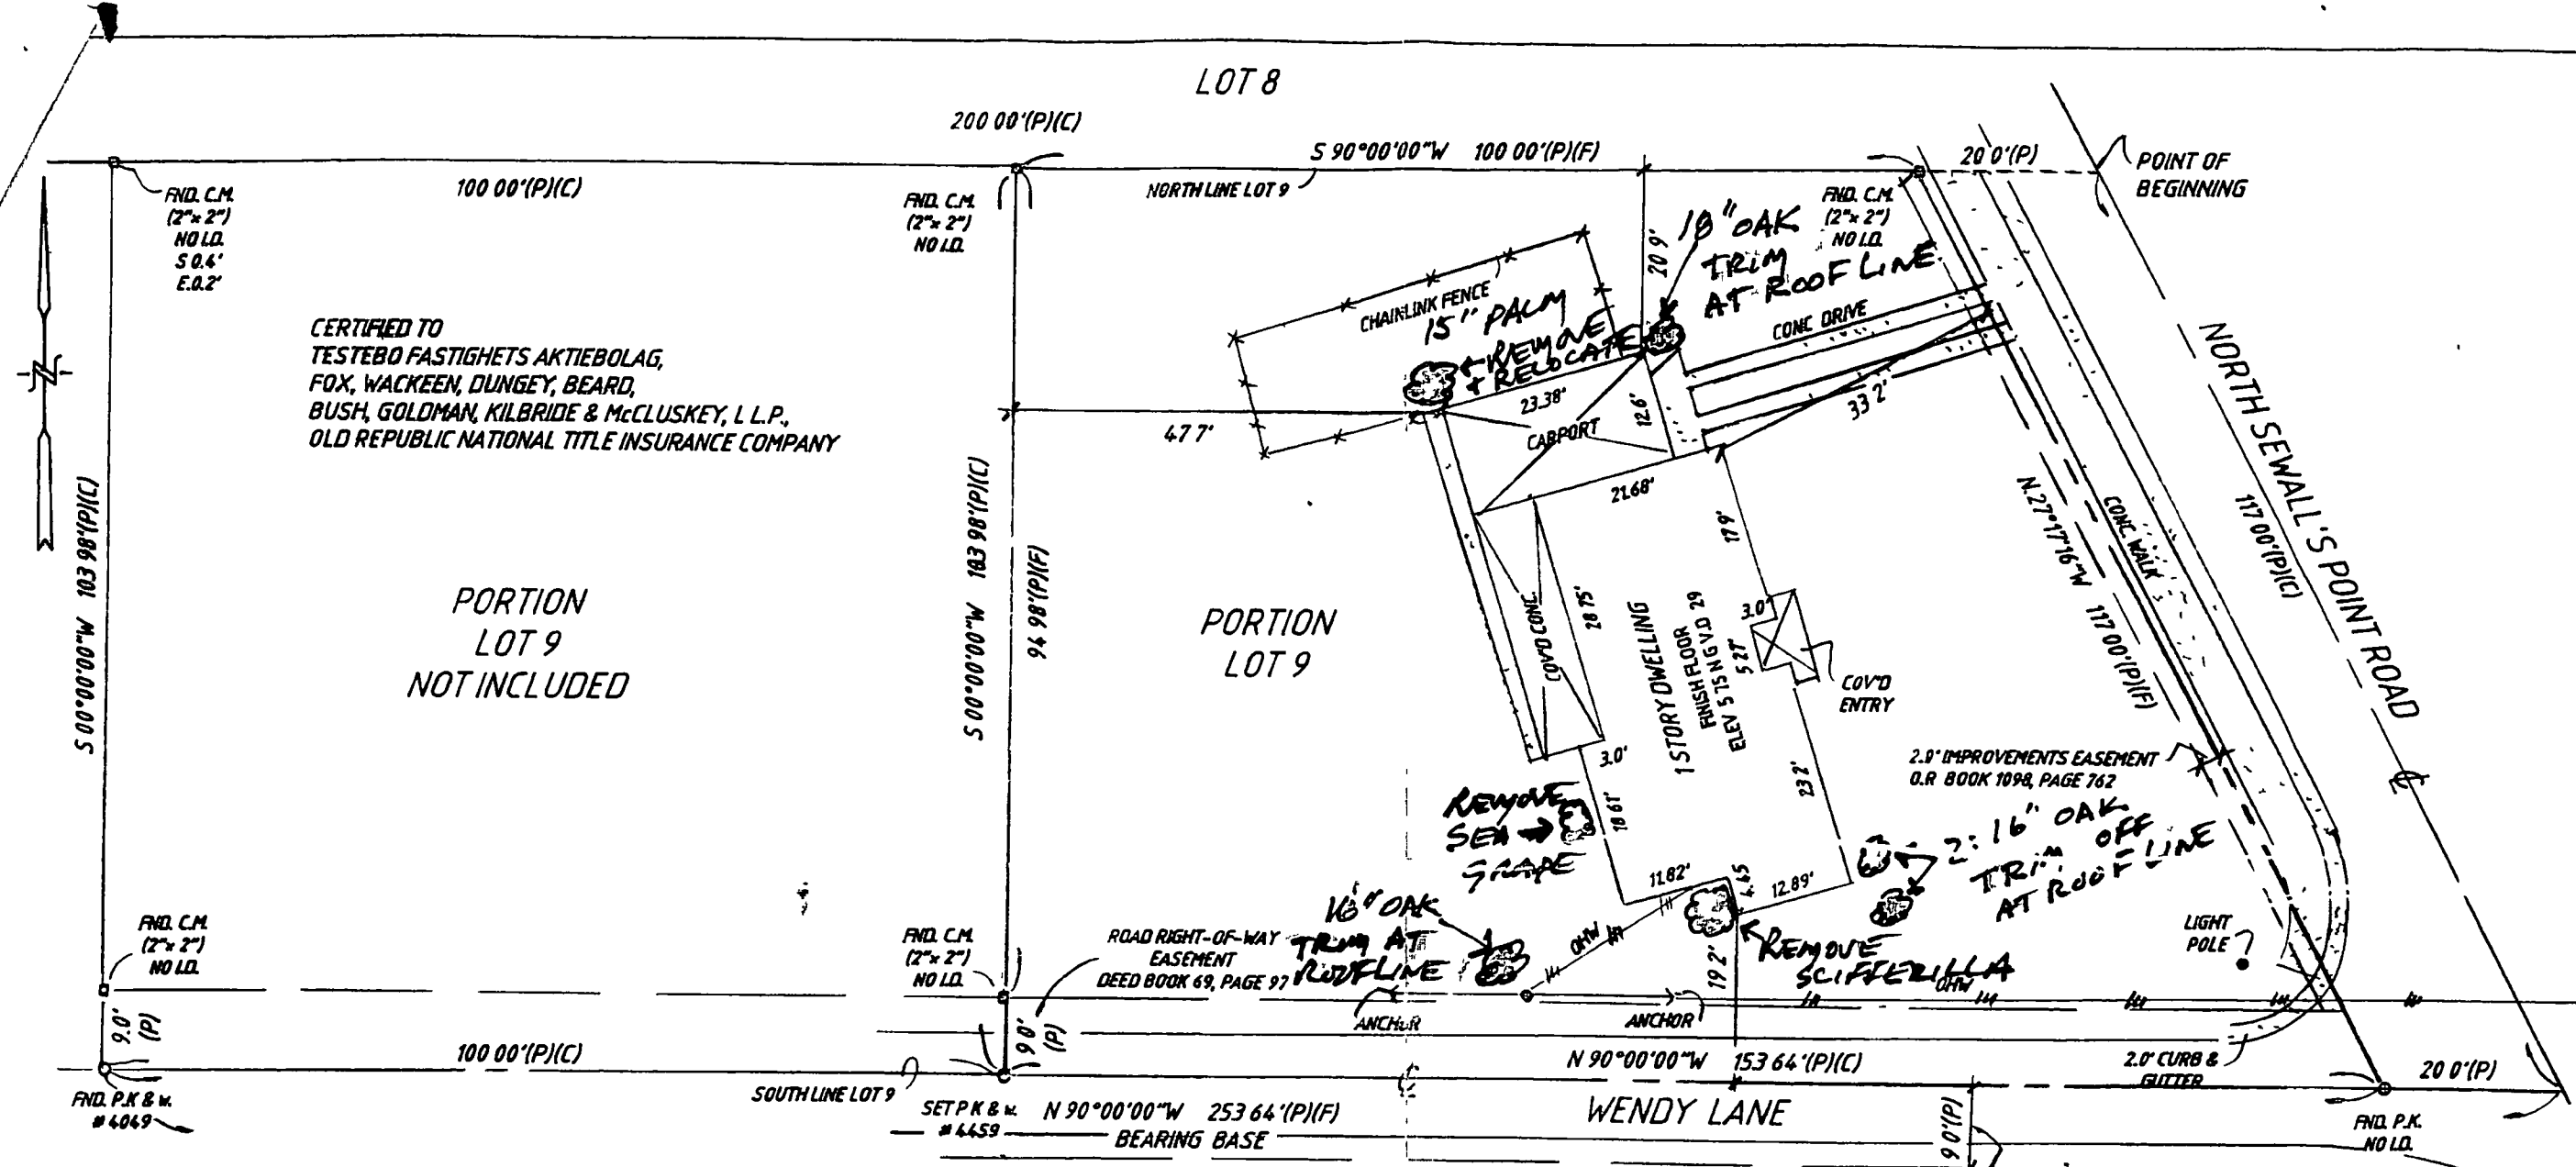 LOT 8
200 00'(P)(C)
S 90°00'00"W 100 00'(P)(F)
20 0'(P)
POINT OF
BEGINNING
100 00'(P)(C)
NORTH LINE LOT 9
FND. C.M.
(2"x 2")
NO I.D.
S 0.4'
E.0.2'
FND. C.M.
(2"x 2")
NO I.D.
FND. C.M.
(2"x 2")
NO I.D.
20 9'
18" OAK
TRIM
AT ROOF LINE
CHAINLINK FENCE
15" PALM
REMOVE
+ RELOCATE
CONC DRIVE
CERTIFIED TO
TESTEBO FASTIGHETS AKTIEBOLAG,
FOX, WACKEEN, DUNGEY, BEARD,
BUSH, GOLDMAN, KILBRIDE & McCLUSKEY, L L.P.,
OLD REPUBLIC NATIONAL TITLE INSURANCE COMPANY
47 7'
23.38'
CARPORT
12.6'
33 2'
21.68'
NORTH SEWALL'S POINT ROAD
117 00'(P)(C)
N.27°17'16"W 117 00'(P)(F)
CONC WALK
S 00°00'00"W 103 98'(P)(C)
S 00°00'00"W 103 98'(P)(C)
94 98'(P)(F)
PORTION
LOT 9
NOT INCLUDED
PORTION
LOT 9
17.9'
COV'D CONC
28 75'
1 STORY DWELLING
FINISH FLOOR
ELEV 5 75 N G V.D. 29
3.0'
5 27'
COV'D
ENTRY
3.0'
18 61'
23 2'
2.0' IMPROVEMENTS EASEMENT
O.R BOOK 1098, PAGE 762
REMOVE
SEA
GRAPE
2: 16" OAK
TRIM OFF
AT ROOF LINE
11.82'
4.45
12.89'
16" OAK
TRIM AT
ROOFLINE
OHW
REMOVE
SCIFFERILLA
19 2'
LIGHT
POLE
FND. C.M.
(2"x 2")
NO I.D.
FND. C.M.
(2"x 2")
NO I.D.
ROAD RIGHT-OF-WAY
EASEMENT
DEED BOOK 69, PAGE 97
OHW
ANCHOR
ANCHOR
9.0'
(P)
9 0'
(P)
100 00'(P)(C)
N 90°00'00"W 153 64'(P)(C)
2.0' CURB &
GUTTER
20 0'(P)
FND. P.K & w.
#4049
SOUTH LINE LOT 9
SET P K & w.
#4459
N 90°00'00"W 253 64'(P)(F)
BEARING BASE
WENDY LANE
9 0'(P)
FND. P.K.
NO I.D.